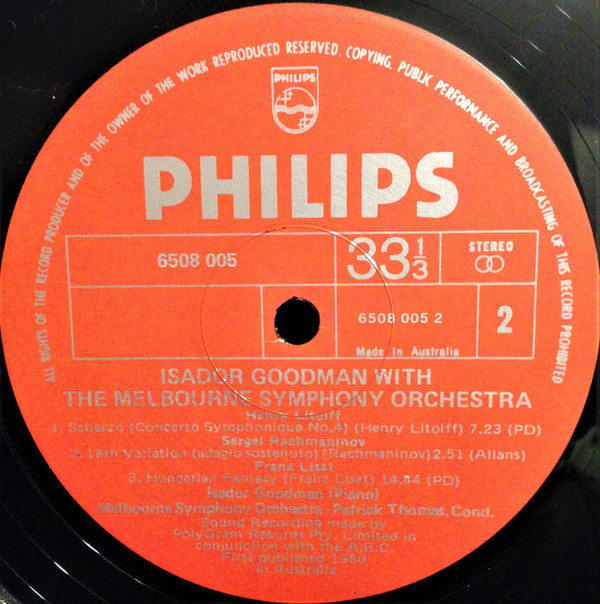 ALL RIGHTS OF THE RECORD PRODUCER AND OF THE OWNER OF THE WORK REPRODUCED RESERVED. COPYING, PUBLIC PERFORMANCE AND BROADCASTING OF THIS RECORD PROHIBITED
PHILIPS
PHILIPS
6508 005
33 1/3
STEREO
6508 005 2
2
Made In Australia
ISADOR GOODMAN WITH
THE MELBOURNE SYMPHONY ORCHESTRA
Henry Litolff
1. Scherzo (Concerto Symphonique No.4) (Henry Litolff) 7.23 (PD)
Sergei Rachmaninov
2. 18th Variation (adagio sostenuto) (Rachmaninov) 2.51 (Allans)
Franz Liszt
3. Hungarian Fantasy (Franz Liszt) 14.44 (PD)
Isador Goodman (Piano)
Melbourne Symphony Orchestra - Patrick Thomas, Cond.
Sound Recording made by
PolyGram Records Pty. Limited in
conjunction with the A.B.C.
First published 1980
in Australia